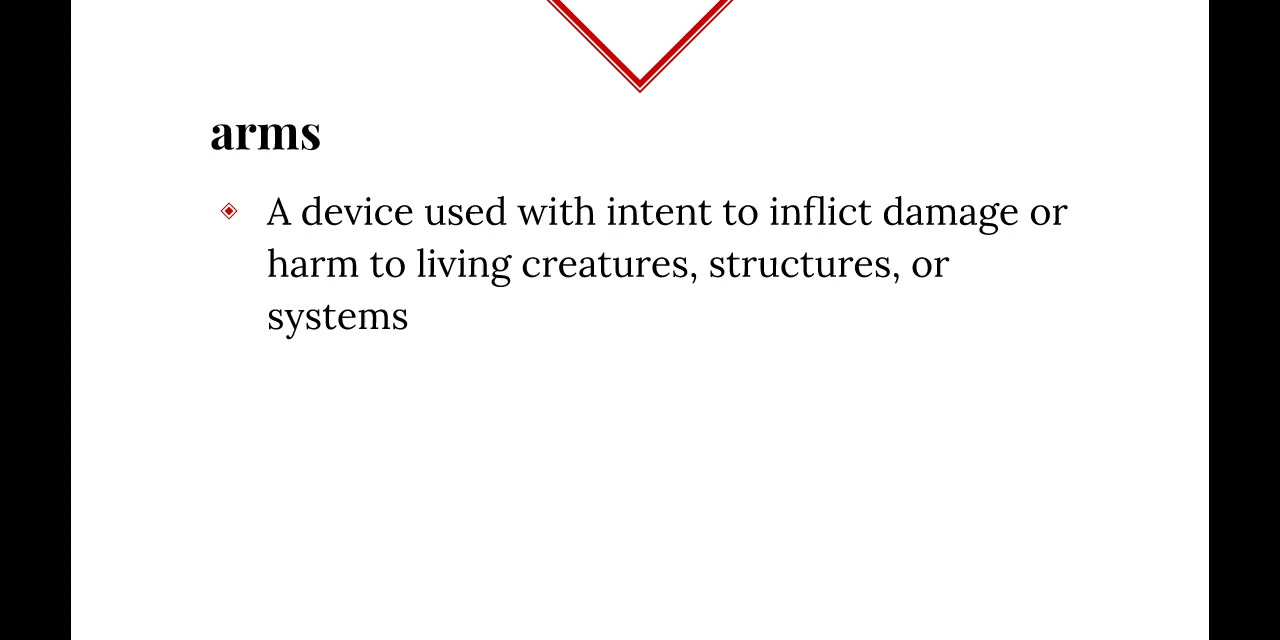 arms
A device used with intent to inflict damage or
harm to living creatures, structures, or
systems